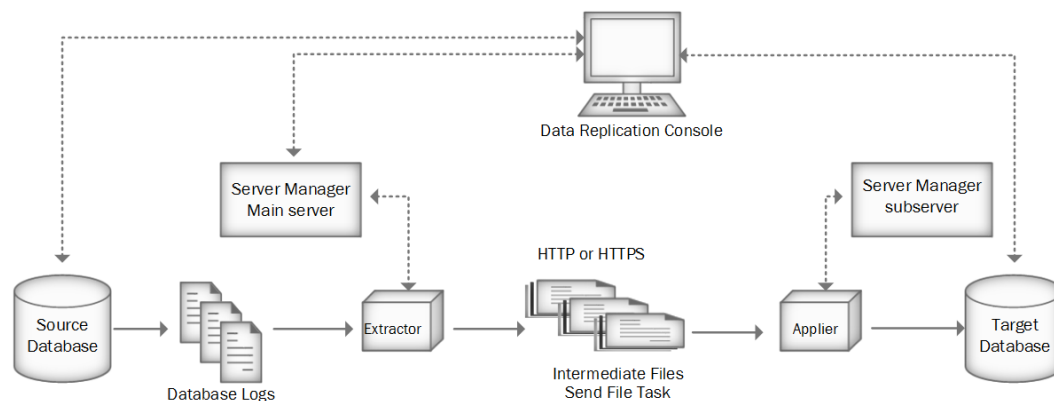 Data Replication Console
Server Manager
Main server
Server Manager
subserver
HTTP or HTTPS
Source
Database
Extractor
Applier
Target
Database
Database Logs
Intermediate Files
Send File Task